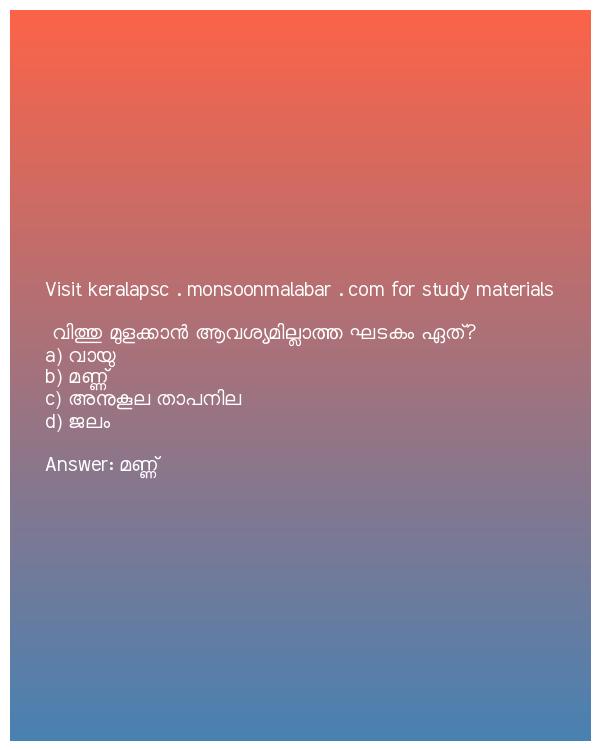 Visit keralapsc . monsoonmalabar . com for study materials
വിത്തു മുളക്കാൻ ആവശ്യമില്ലാത്ത ഘടകം ഏത്?
a) വായു
b) മണ്ണ്
c) അനുകൂല താപനില
d) ജലം
Answer: മണ്ണ്